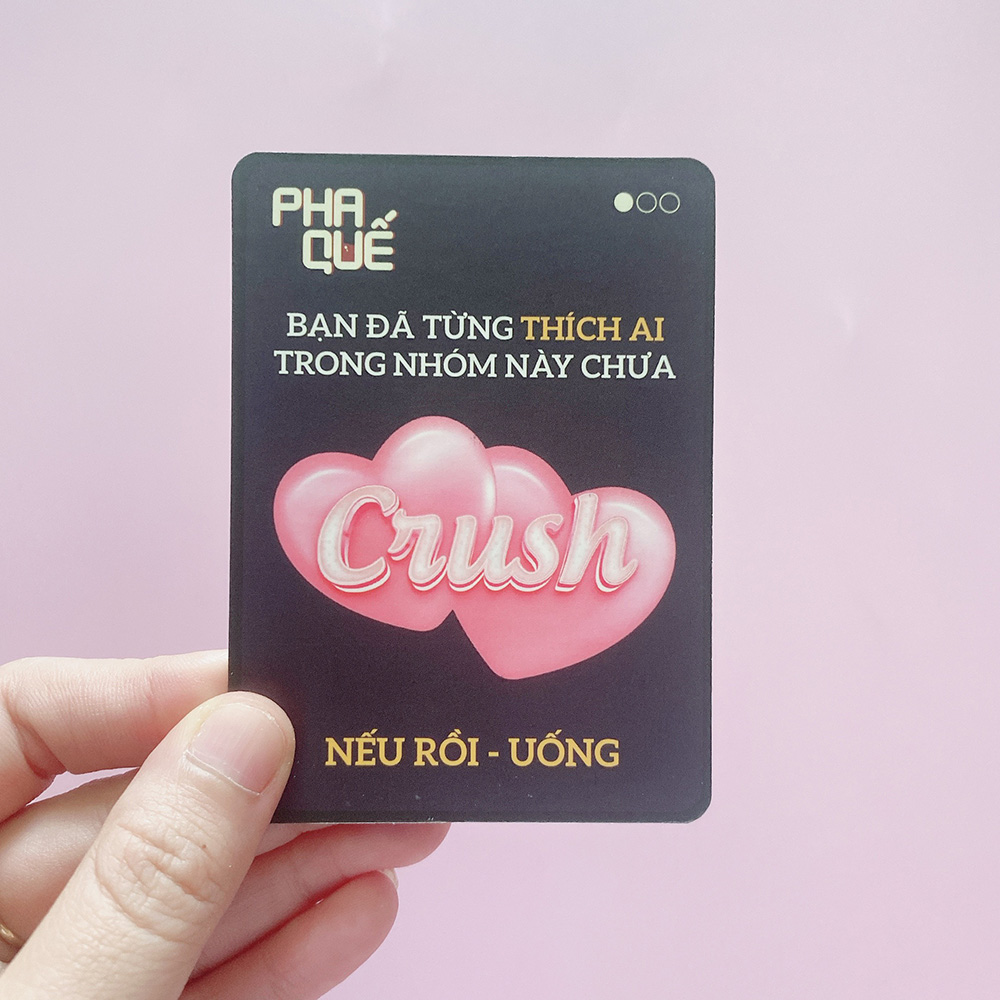 PHA
QUẾ
BẠN ĐÃ TỪNG THÍCH AI
TRONG NHÓM NÀY CHƯA
Crush
NẾU RỒI - UỐNG